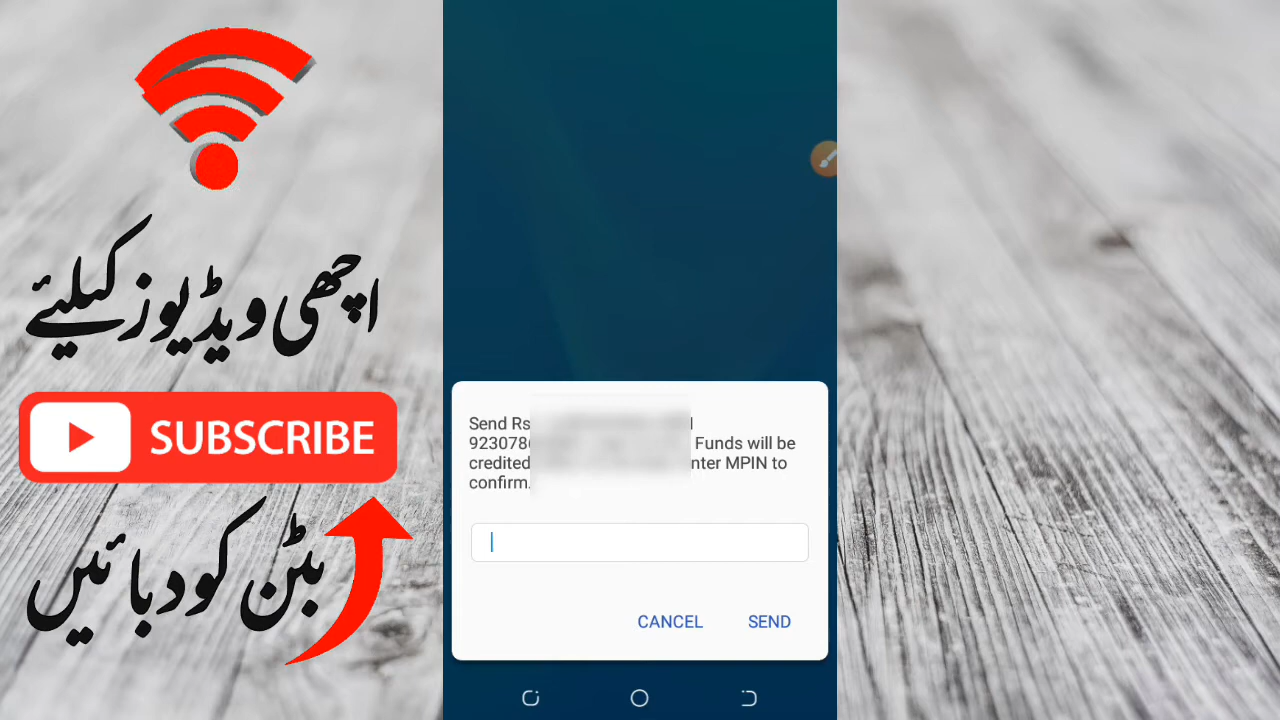 اچھی ویڈیوز کیلئے
SUBSCRIBE
بٹن کو دبائیں
Send Rs
923078 Funds will be
credited nter MPIN to
confirm.
CANCEL SEND